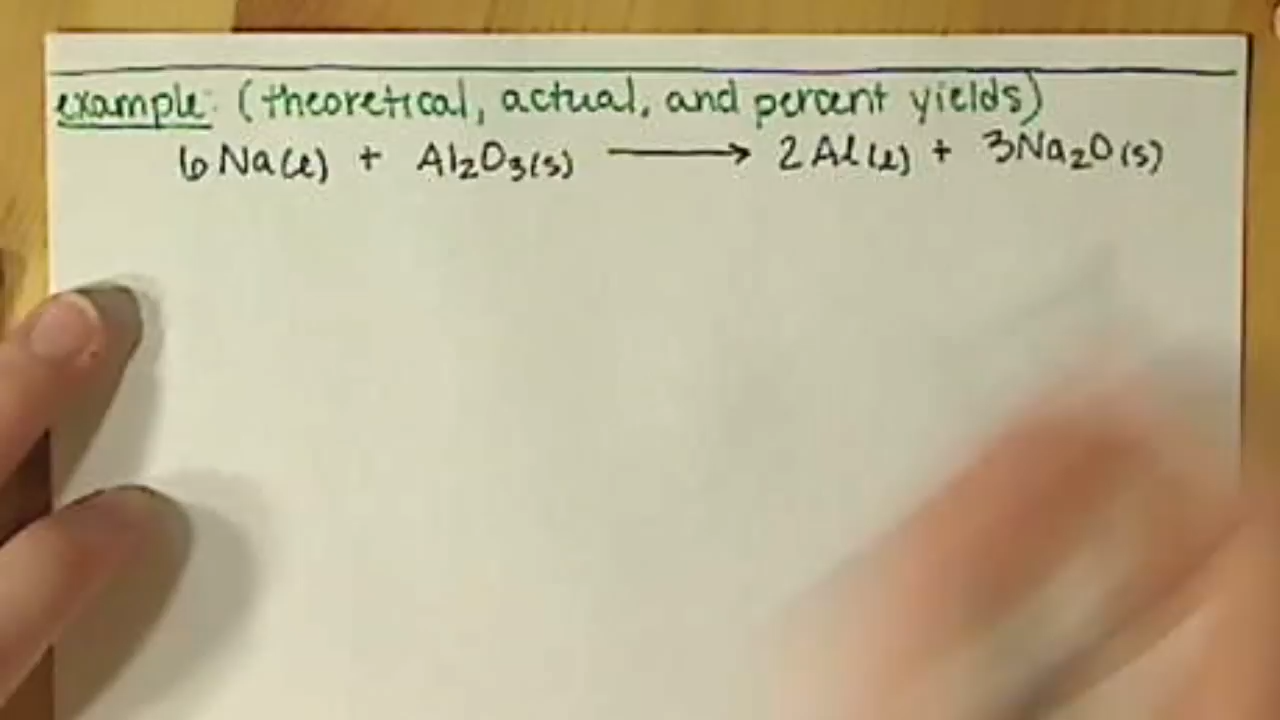 example: (theoretical, actual, and percent yields)
6Na(l) + Al₂O₃(s) ⟶ 2Al(l) + 3Na₂O(s)